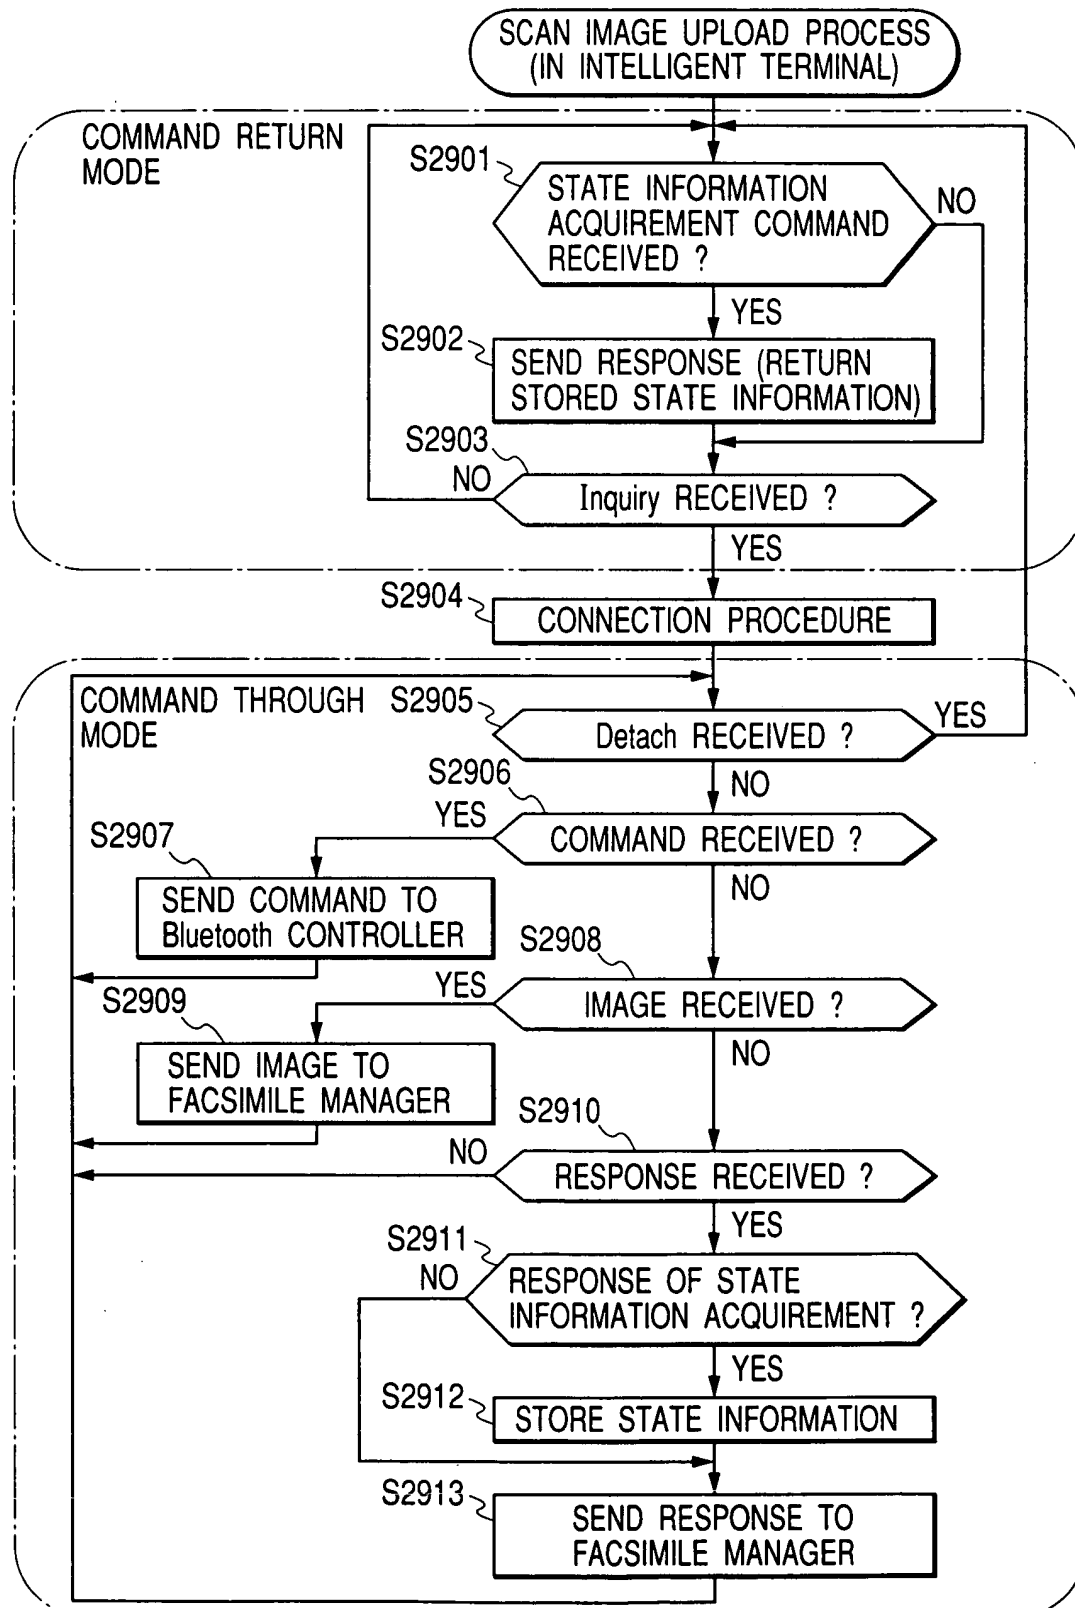 SCAN IMAGE UPLOAD PROCESS
(IN INTELLIGENT TERMINAL)
COMMAND RETURN
MODE
S2901
STATE INFORMATION
ACQUIREMENT COMMAND
RECEIVED ?
NO
YES
S2902
SEND RESPONSE (RETURN
STORED STATE INFORMATION)
S2903
NO
Inquiry RECEIVED ?
YES
S2904
CONNECTION PROCEDURE
COMMAND THROUGH
MODE
S2905
Detach RECEIVED ?
YES
NO
S2906
YES
COMMAND RECEIVED ?
NO
S2907
SEND COMMAND TO
Bluetooth CONTROLLER
S2908
YES
IMAGE RECEIVED ?
NO
S2909
SEND IMAGE TO
FACSIMILE MANAGER
S2910
NO
RESPONSE RECEIVED ?
YES
S2911
NO
RESPONSE OF STATE
INFORMATION ACQUIREMENT ?
YES
S2912
STORE STATE INFORMATION
S2913
SEND RESPONSE TO
FACSIMILE MANAGER